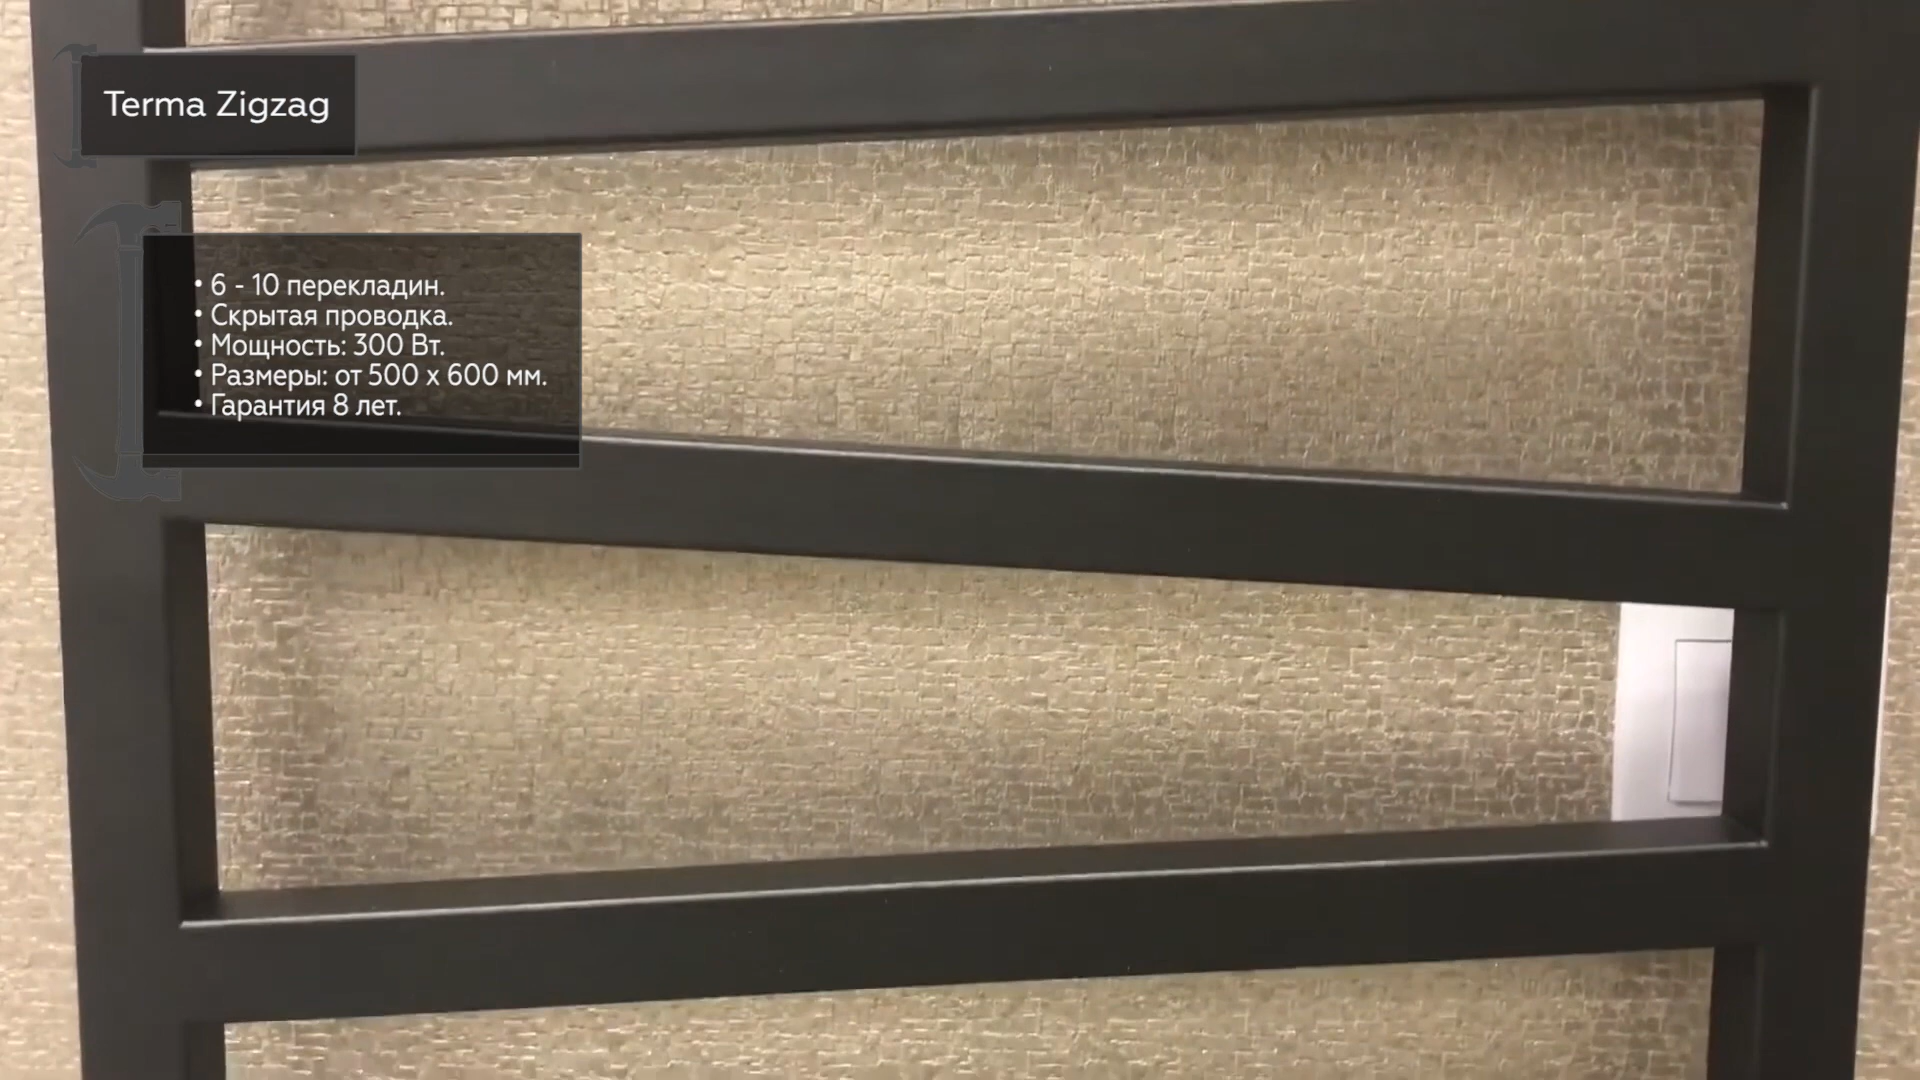 Terma Zigzag
• 6 - 10 перекладин.
• Скрытая проводка.
• Мощность: 300 Вт.
• Размеры: от 500 x 600 мм.
• Гарантия 8 лет.